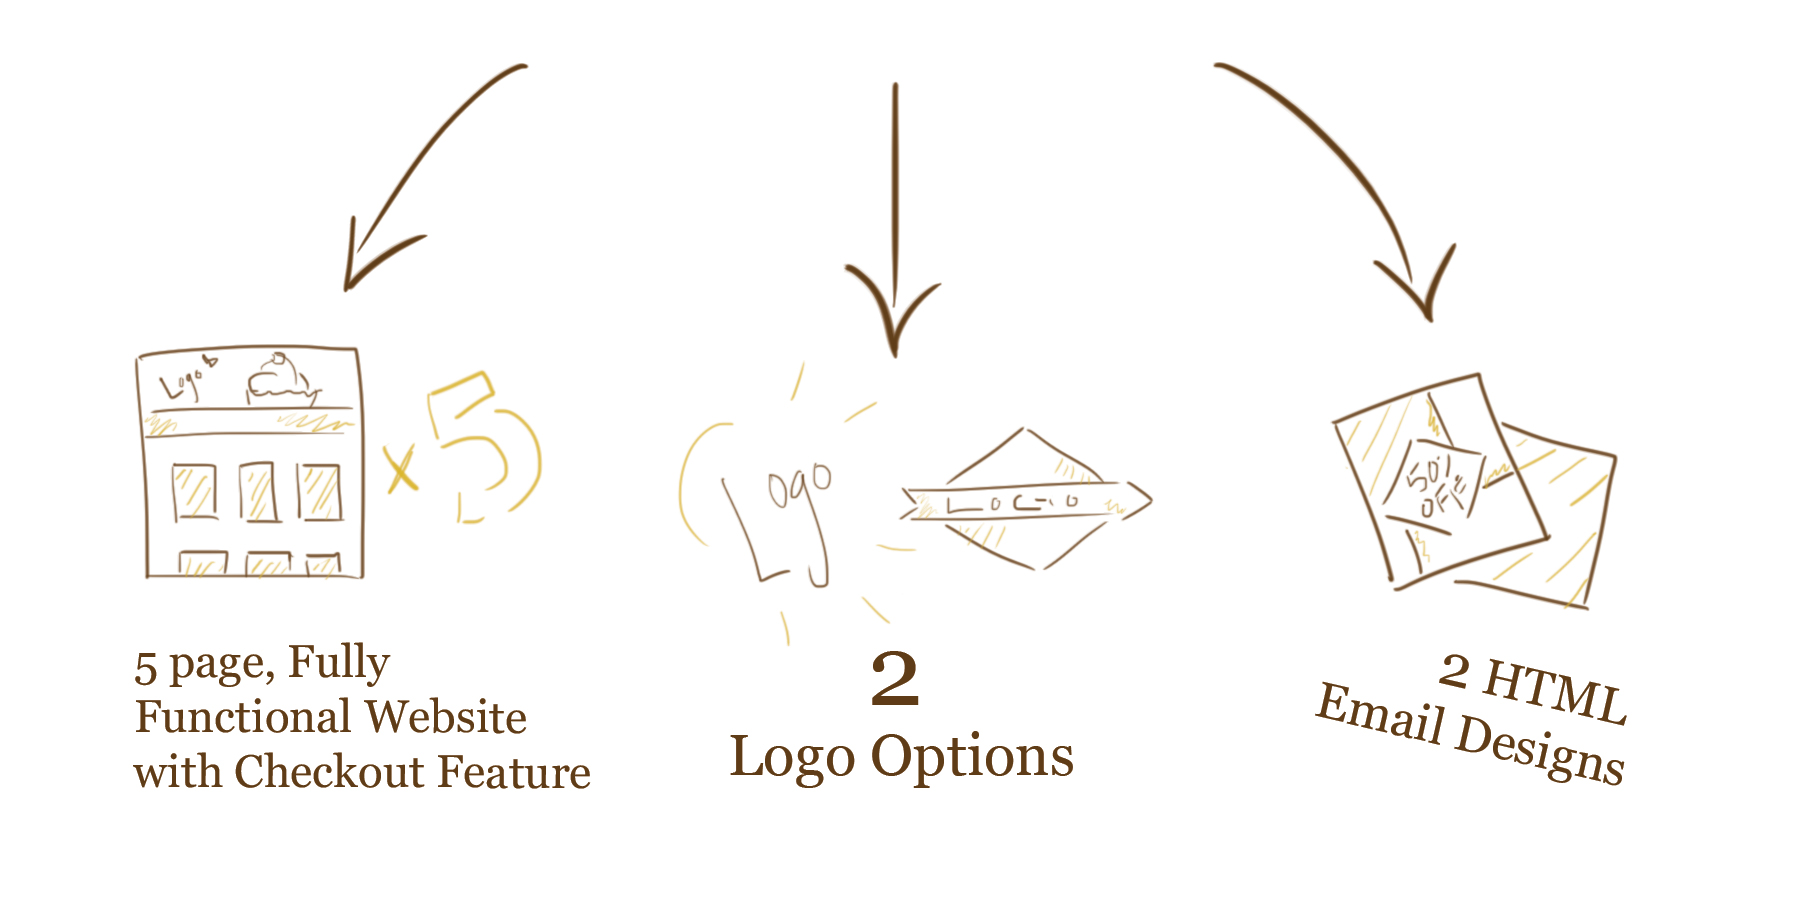 Logo
x5
Logo
LOGO
50%
OFF
5 page, Fully
Functional Website
with Checkout Feature
2
Logo Options
2 HTML
Email Designs